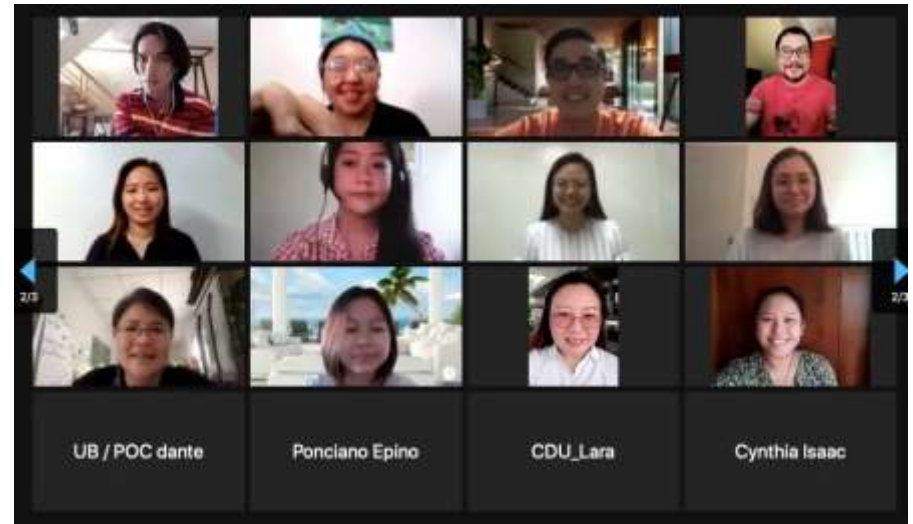 2/3
2/3
UB / POC dante
Ponciano Epino
CDU_Lara
Cynthia Isaac